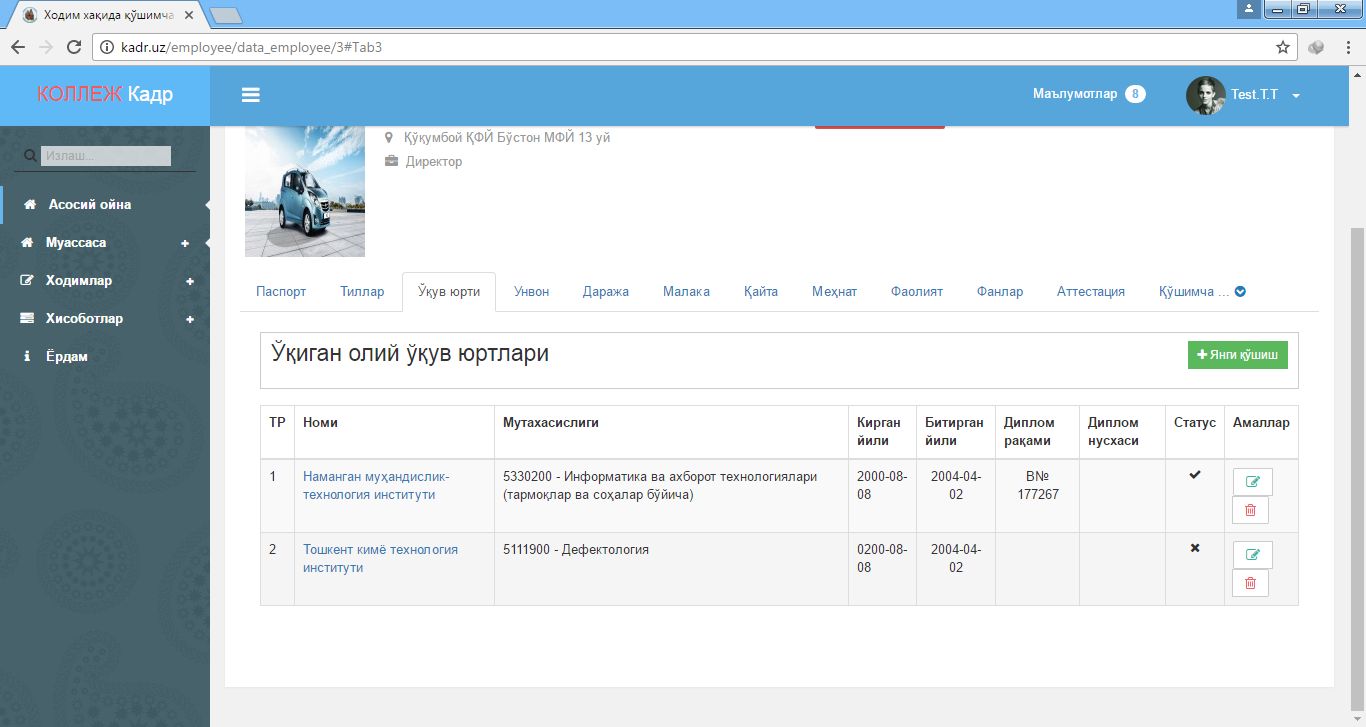 Ходим хақида қўшимча
kadr.uz/employee/data_employee/3#Tab3
КОЛЛЕЖ Кадр
Маълумотлар 8
Test.T.T
Излаш...
Асосий ойна
Муассаса
Ходимлар
Хисоботлар
Ёрдам
Қўқумбой ҚФЙ Бўстон МФЙ 13 уй
Директор
Паспорт Тиллар Ўқув юрти Унвон Даража Малака Қайта Меҳнат Фаолият Фанлар Аттестация Қўшимча ...
Ўқиган олий ўқув юртлари
Янги қўшиш
ТР Номи Мутахасислиги Кирган йили Битирган йили Диплом рақами Диплом нусхаси Статус Амаллар
1 Наманган муҳандислик-
технология институти
5330200 - Информатика ва ахборот технологиялари
(тармоқлар ва соҳалар бўйича)
2000-08-
08
2004-04-
02
B№
177267
2 Тошкент кимё технология
институти
5111900 - Дефектология
0200-08-
08
2004-04-
02